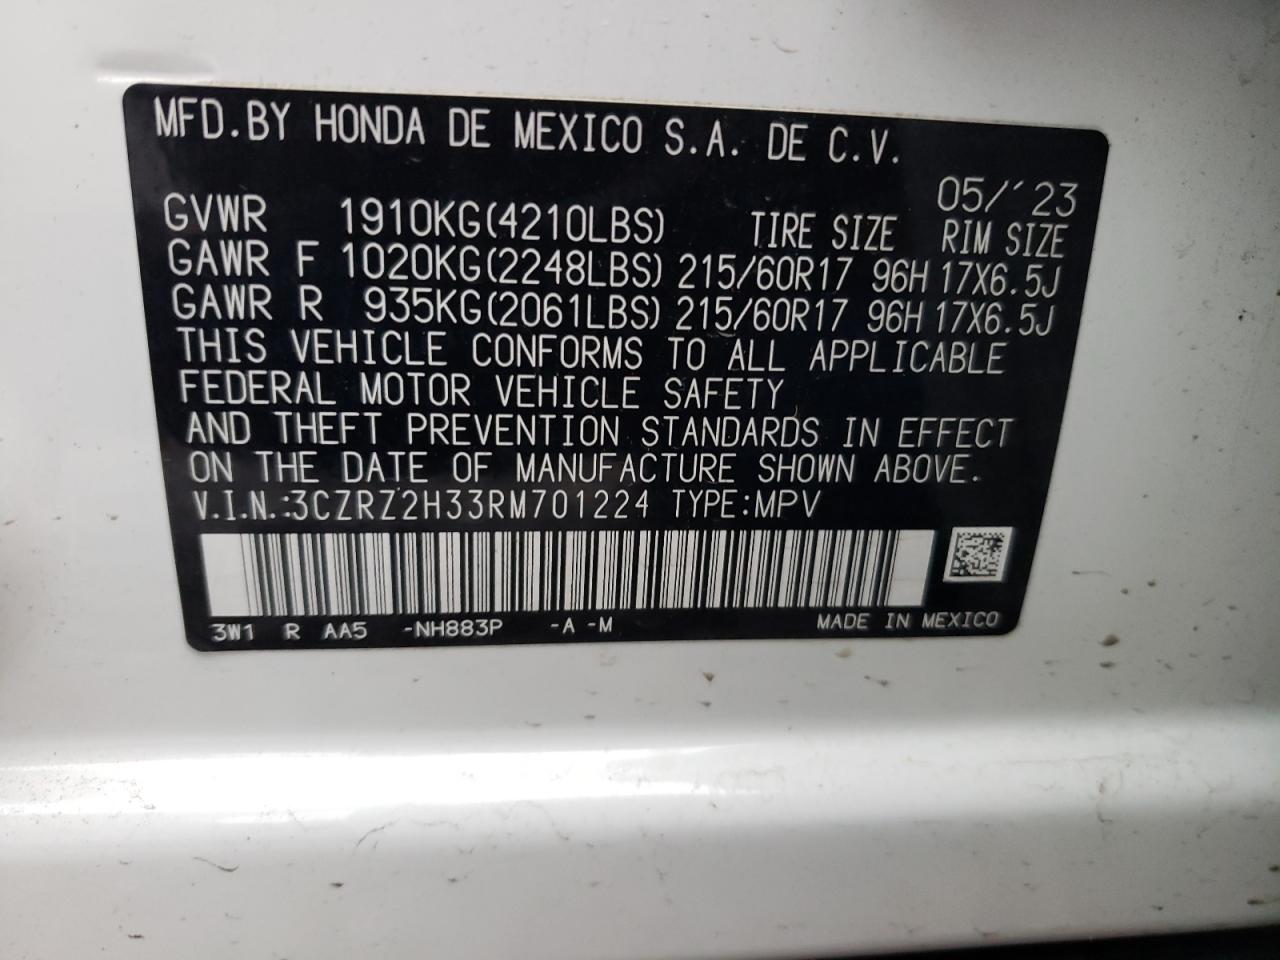 MFD.BY HONDA DE MEXICO S.A. DE C.V.
05/'23
GVWR 1910KG(4210LBS) TIRE SIZE RIM SIZE
GAWR F 1020KG(2248LBS) 215/60R17 96H 17X6.5J
GAWR R 935KG(2061LBS) 215/60R17 96H 17X6.5J
THIS VEHICLE CONFORMS TO ALL APPLICABLE
FEDERAL MOTOR VEHICLE SAFETY
AND THEFT PREVENTION STANDARDS IN EFFECT
ON THE DATE OF MANUFACTURE SHOWN ABOVE.
V.I.N.:3CZRZ2H33RM701224 TYPE:MPV
3W1 R AA5 -NH883P -A -M MADE IN MEXICO